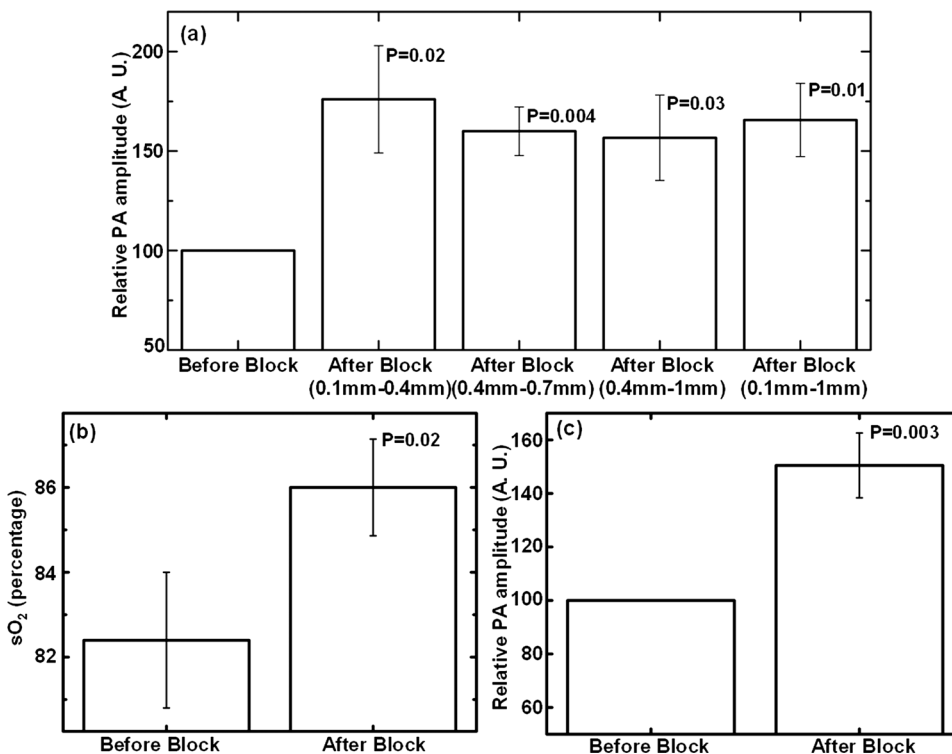 (a)
Relative PA amplitude (A. U.)
200
150
100
50
P=0.02
P=0.004
P=0.03
P=0.01
Before Block
After Block
(0.1mm-0.4mm)
After Block
(0.4mm-0.7mm)
After Block
(0.4mm-1mm)
After Block
(0.1mm-1mm)
(b)
sO₂ (percentage)
86
84
82
P=0.02
Before Block
After Block
(c)
Relative PA amplitude (A. U.)
160
140
120
100
80
60
P=0.003
Before Block
After Block